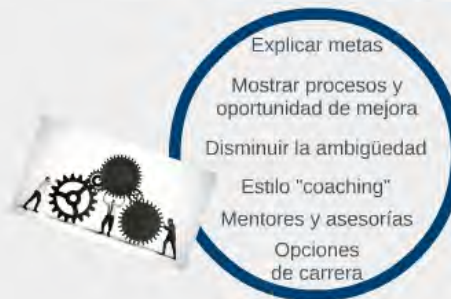 Explicar metas
Mostrar procesos y
oportunidad de mejora
Disminuir la ambigüedad
Estilo "coaching"
Mentores y asesorías
Opciones
de carrera